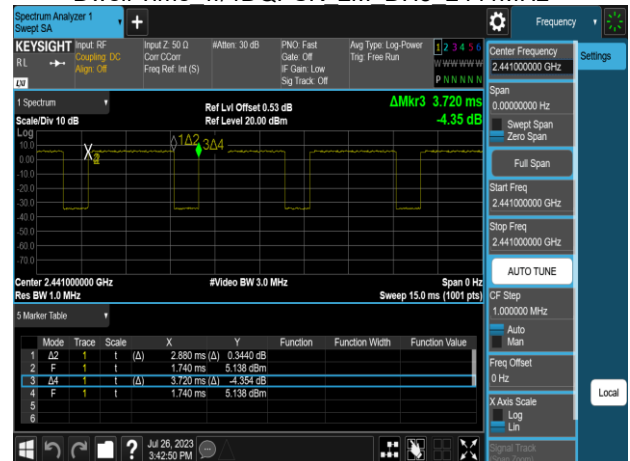 Spectrum Analyzer 1
Swept SA
+
Frequency
KEYSIGHT
RL
LXI
Input: RF
Coupling: DC
Align: Off
Input Z: 50 Ω
Corr CCorr
Freq Ref: Int (S)
#Atten: 30 dB
PNO: Fast
Gate: Off
IF Gain: Low
Sig Track: Off
Avg Type: Log-Power
Trig: Free Run
1 2 3 4 5 6
W W W W W W
P N N N N N
1 Spectrum
Scale/Div 10 dB
Ref Lvl Offset 0.53 dB
Ref Level 20.00 dBm
ΔMkr3 3.720 ms
-4.35 dB
Log
10.0
0.00
-10.0
-20.0
-30.0
-40.0
-50.0
-60.0
-70.0
X
1Δ2
3Δ4
Center 2.441000000 GHz
Res BW 1.0 MHz
#Video BW 3.0 MHz
Span 0 Hz
Sweep 15.0 ms (1001 pts)
5 Marker Table
Mode Trace Scale X Y Function Function Width Function Value
1 Δ2 1 t (Δ) 2.880 ms (Δ) 0.3440 dB
2 F 1 t 1.740 ms 5.138 dBm
3 Δ4 1 t (Δ) 3.720 ms (Δ) -4.354 dB
4 F 1 t 1.740 ms 5.138 dBm
5
6
?
Jul 26, 2023
3:42:50 PM
Center Frequency
2.441000000 GHz
Span
0.00000000 Hz
Swept Span
Zero Span
Full Span
Start Freq
2.441000000 GHz
Stop Freq
2.441000000 GHz
AUTO TUNE
CF Step
1.000000 MHz
Auto
Man
Freq Offset
0 Hz
X Axis Scale
Log
Lin
Signal Track
(Span Zoom)
Settings
Local